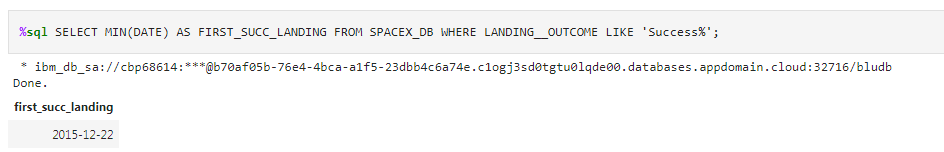 %sql SELECT MIN(DATE) AS FIRST_SUCC_LANDING FROM SPACEX_DB WHERE LANDING__OUTCOME LIKE 'Success%';
* ibm_db_sa://cbp68614:***@b70af05b-76e4-4bca-a1f5-23dbb4c6a74e.c1ogj3sd0tgtu0lqde00.databases.appdomain.cloud:32716/bludb
Done.
first_succ_landing
2015-12-22